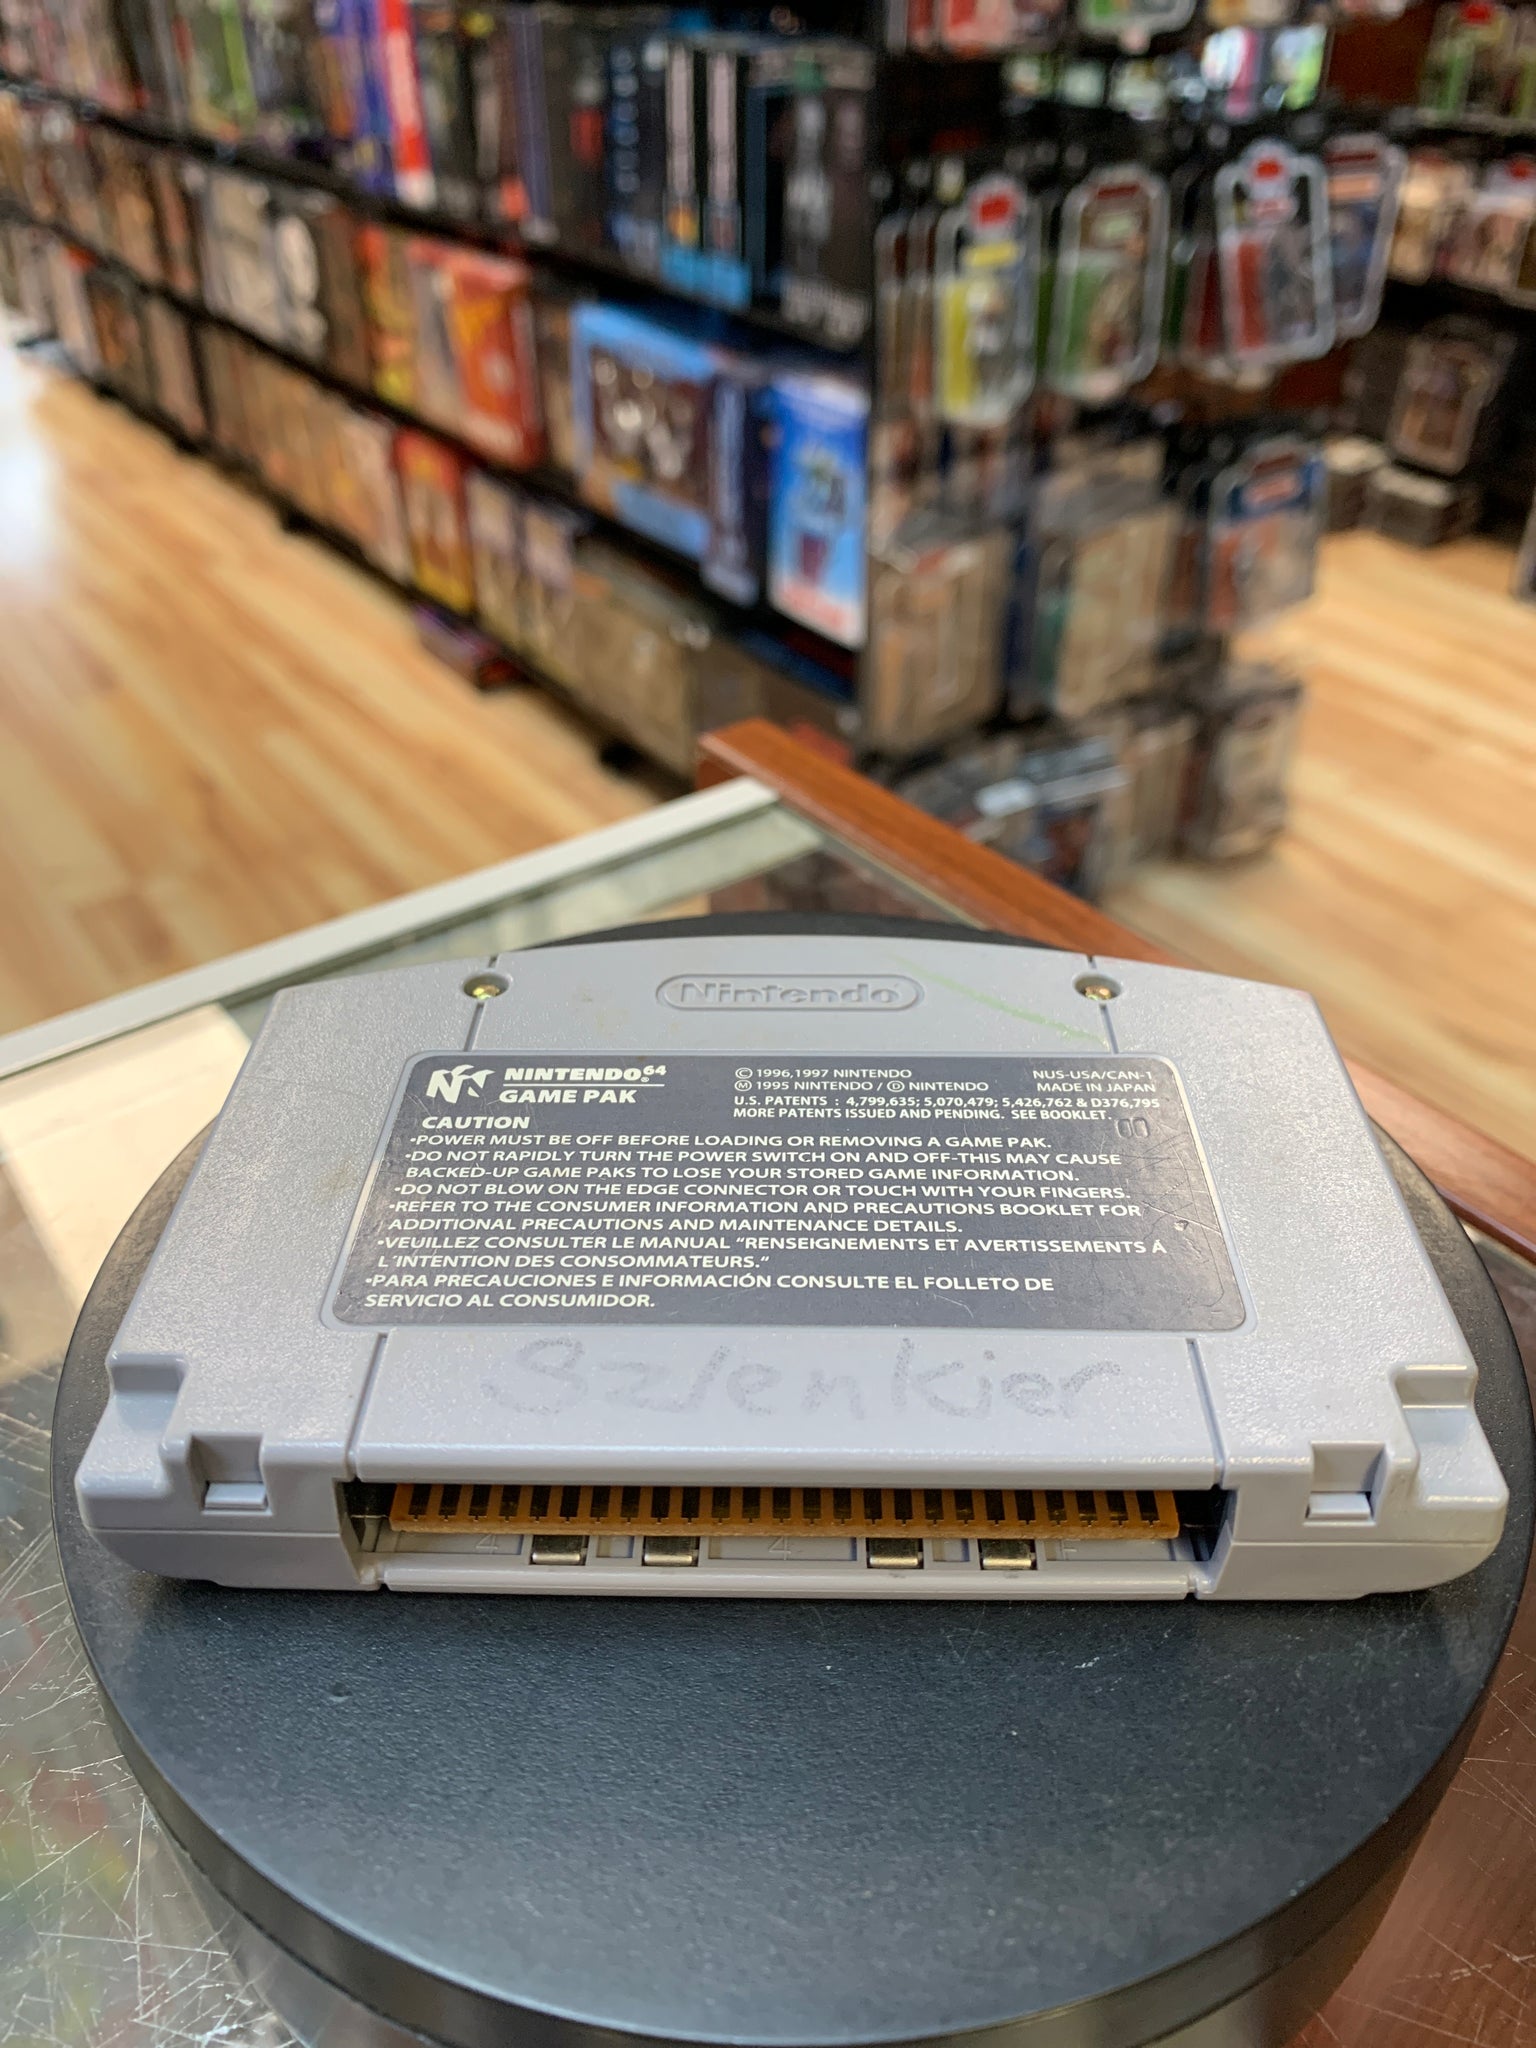 Nintendo
NINTENDO64®
GAME PAK
© 1996,1997 NINTENDO
Ⓜ 1995 NINTENDO / Ⓓ NINTENDO
U.S. PATENTS : 4,799,635; 5,070,479; 5,426,762 & D376,795
MORE PATENTS ISSUED AND PENDING. SEE BOOKLET.
NUS-USA/CAN-1
MADE IN JAPAN
00
CAUTION
•POWER MUST BE OFF BEFORE LOADING OR REMOVING A GAME PAK.
•DO NOT RAPIDLY TURN THE POWER SWITCH ON AND OFF-THIS MAY CAUSE
BACKED-UP GAME PAKS TO LOSE YOUR STORED GAME INFORMATION.
•DO NOT BLOW ON THE EDGE CONNECTOR OR TOUCH WITH YOUR FINGERS.
•REFER TO THE CONSUMER INFORMATION AND PRECAUTIONS BOOKLET FOR
ADDITIONAL PRECAUTIONS AND MAINTENANCE DETAILS.
•VEUILLEZ CONSULTER LE MANUAL "RENSEIGNEMENTS ET AVERTISSEMENTS Á
L'INTENTION DES CONSOMMATEURS."
•PARA PRECAUCIONES E INFORMACIÓN CONSULTE EL FOLLETO DE
SERVICIO AL CONSUMIDOR.
Szlenkier